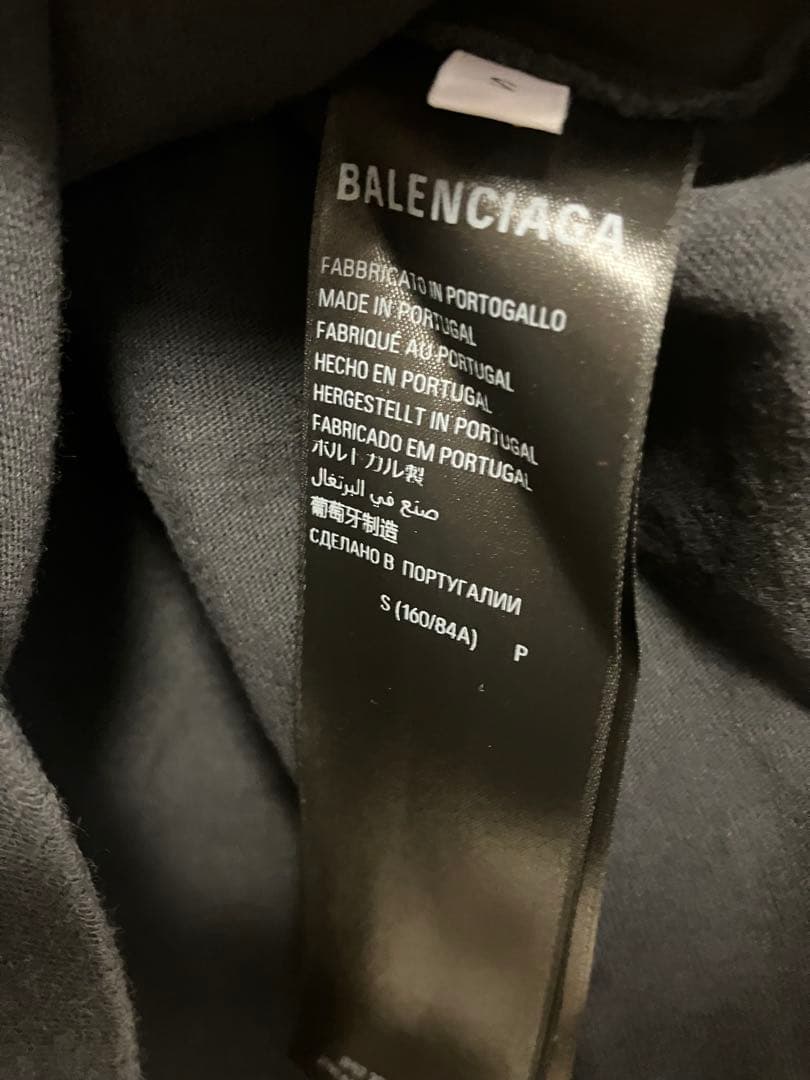 BALENCIAGA
FABBRICATO IN PORTOGALLO
MADE IN PORTUGAL
FABRIQUÉ AU PORTUGAL
HECHO EN PORTUGAL
HERGESTELLT IN PORTUGAL
FABRICADO EM PORTUGAL
ポルトガル製
صنع في البرتغال
葡萄牙制造
СДЕЛАНО В ПОРТУГАЛИИ
S (160/84A) P